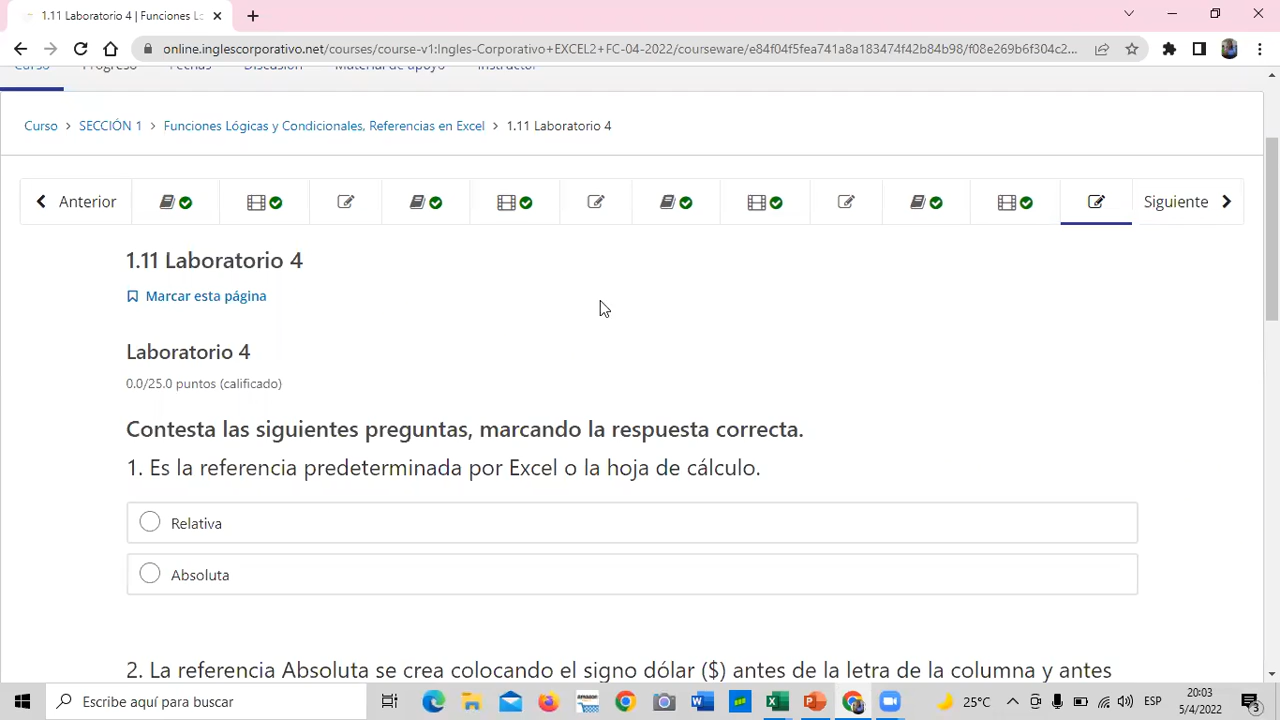 1.11 Laboratorio 4 | Funciones Lo
online.inglescorporativo.net/courses/course-v1:Ingles-Corporativo+EXCEL2+FC-04-2022/courseware/e84f04f5fea741a8a183474f42b84b98/f08e269b6f304c2...
Curso Progreso Fechas Discusión Material de apoyo Instructor
Curso > SECCIÓN 1 > Funciones Lógicas y Condicionales, Referencias en Excel > 1.11 Laboratorio 4
Anterior Siguiente
1.11 Laboratorio 4
Marcar esta página
Laboratorio 4
0.0/25.0 puntos (calificado)
Contesta las siguientes preguntas, marcando la respuesta correcta.
1. Es la referencia predeterminada por Excel o la hoja de cálculo.
Relativa
Absoluta
2. La referencia Absoluta se crea colocando el signo dólar ($) antes de la letra de la columna y antes
Escribe aquí para buscar
amazon
25°C ESP 20:03
5/4/2022 3